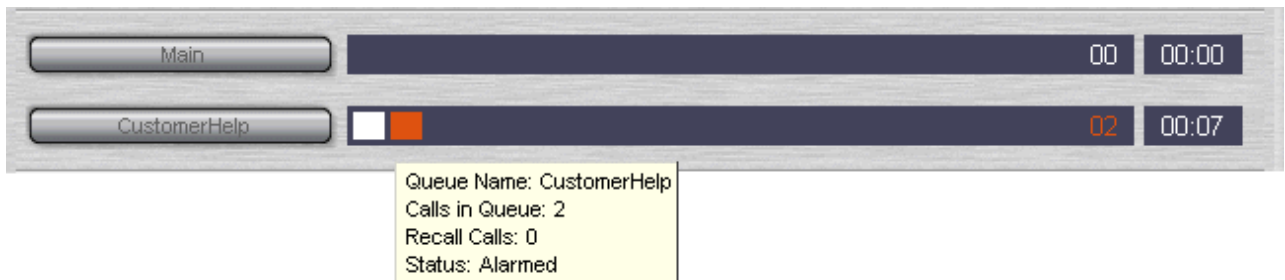 Main 00 00:00
CustomerHelp 02 00:07
Queue Name: CustomerHelp
Calls in Queue: 2
Recall Calls: 0
Status: Alarmed